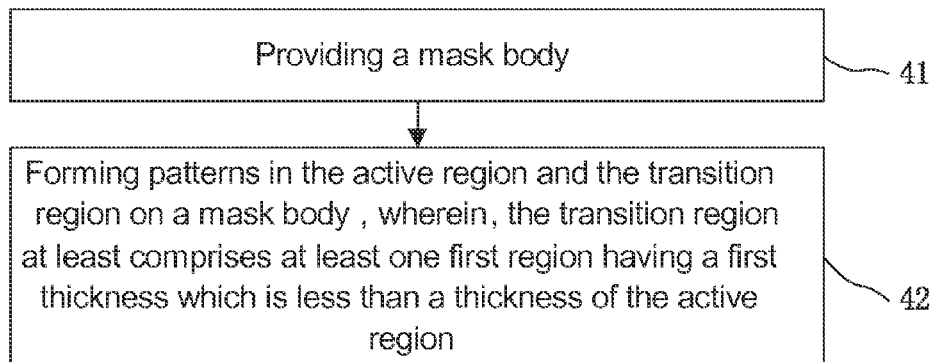 Providing a mask body
41
Forming patterns in the active region and the transition
region on a mask body , wherein, the transition region
at least comprises at least one first region having a first
thickness which is less than a thickness of the active
region
42